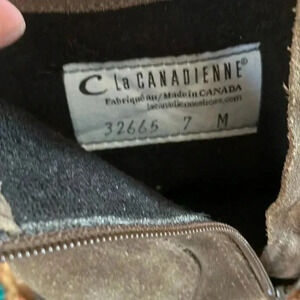 C La CANADIENNE®
Fabriqué au/Made in CANADA
lacanadienneshoes.com
32665 7 M